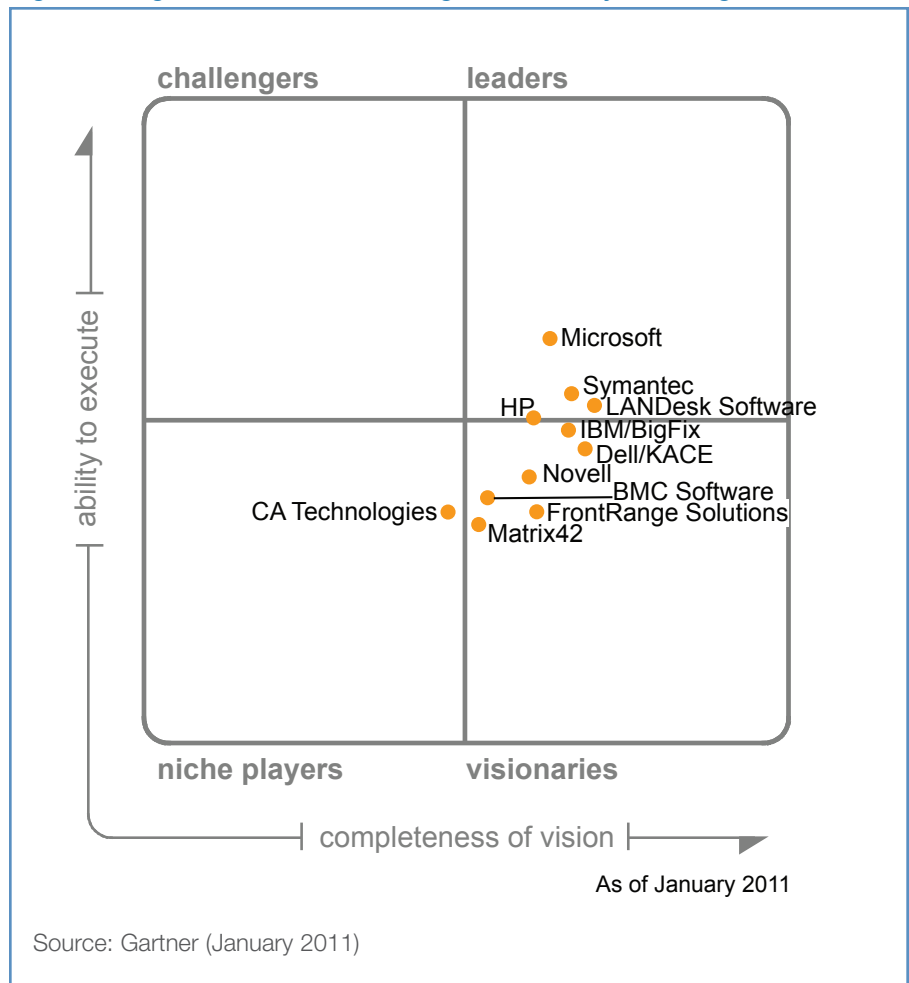 challengers
leaders
ability to execute
Microsoft
Symantec
HP
LANDesk Software
IBM/BigFix
Dell/KACE
Novell
BMC Software
CA Technologies
FrontRange Solutions
Matrix42
niche players
visionaries
completeness of vision
As of January 2011
Source: Gartner (January 2011)